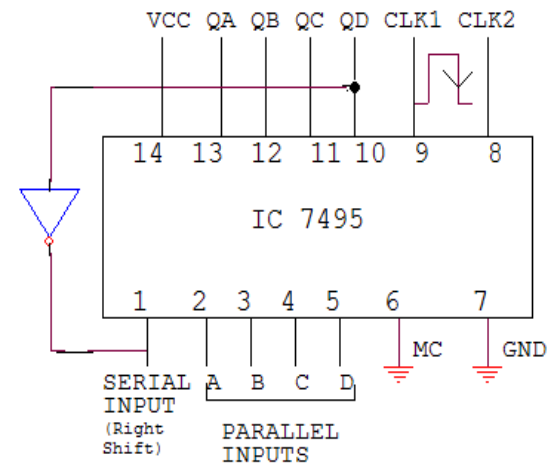 VCC QA QB QC QD CLK1 CLK2
14 13 12 11 10 9 8
IC 7495
1 2 3 4 5 6 7
MC GND
SERIAL A B C D
INPUT
(Right
Shift)
PARALLEL
INPUTS